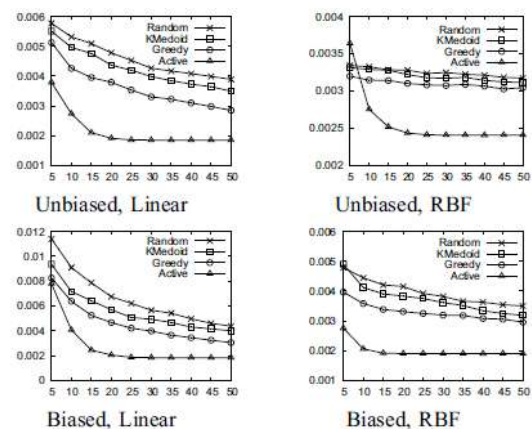 0.006
0.005
0.004
0.003
0.002
0.001
5 10 15 20 25 30 35 40 45 50
Random
KMedoid
Greedy
Active
Unbiased, Linear
0.004
0.0035
0.003
0.0025
0.002
5 10 15 20 25 30 35 40 45 50
Random
KMedoid
Greedy
Active
Unbiased, RBF
0.012
0.01
0.008
0.006
0.004
0.002
0
5 10 15 20 25 30 35 40 45 50
Random
KMedoid
Greedy
Active
Biased, Linear
0.006
0.005
0.004
0.003
0.002
0.001
5 10 15 20 25 30 35 40 45 50
Random
KMedoid
Greedy
Active
Biased, RBF